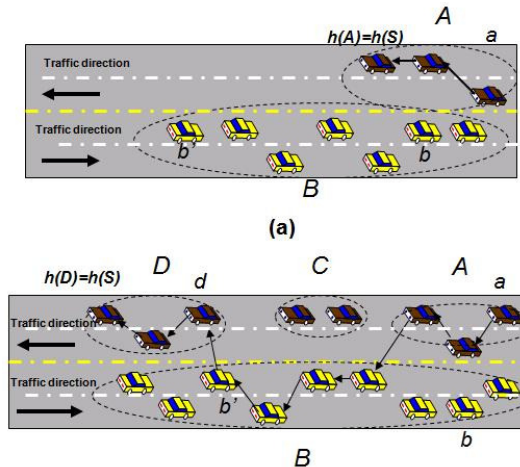 A
h(A)=h(S)
a
Traffic direction
Traffic direction
b'
b
B
(a)
h(D)=h(S)
D
d
C
A
a
Traffic direction
Traffic direction
b'
b
B